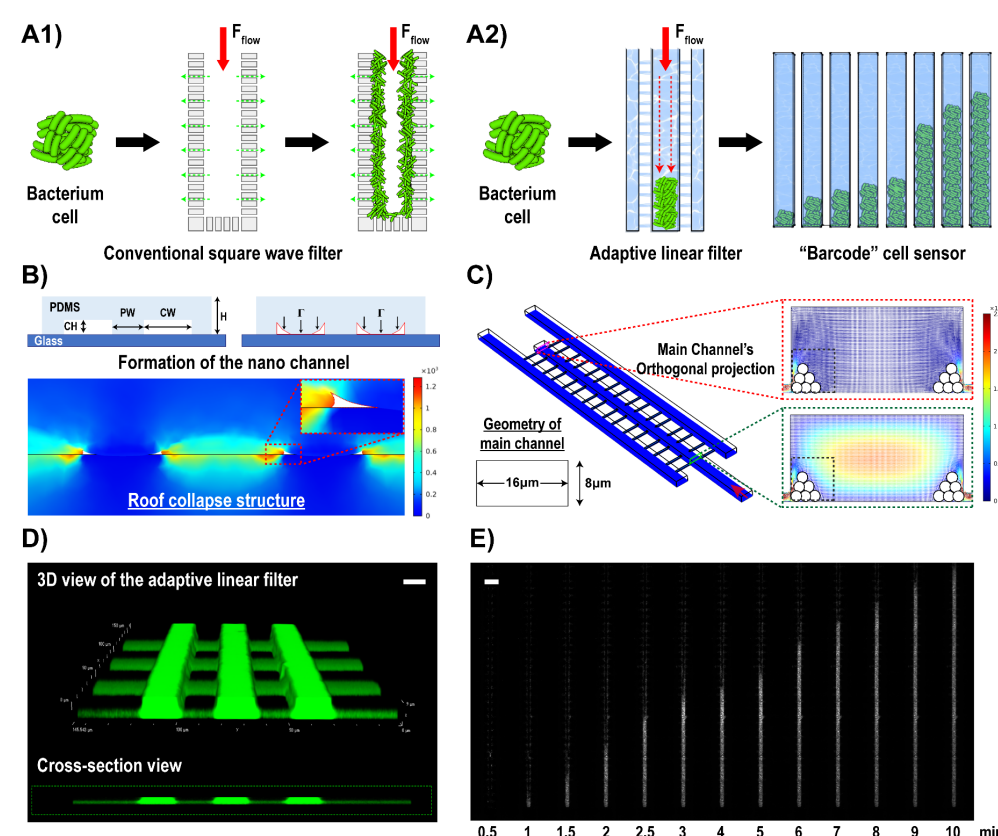 A1)
F flow
F flow
Bacterium
cell
Conventional square wave filter
A2)
F flow
Bacterium
cell
Adaptive linear filter
“Barcode” cell sensor
B)
PDMS
PW
CW
CH
H
Glass
Γ
Γ
Formation of the nano channel
1.2
1
0.8
0.6
0.4
0.2
0
Roof collapse structure
C)
Main Channel's
Orthogonal projection
Geometry of
main channel
16μm
8μm
D)
3D view of the adaptive linear filter
Cross-section view
E)
0.5 1 1.5 2 2.5 3 4 5 6 7 8 9 10